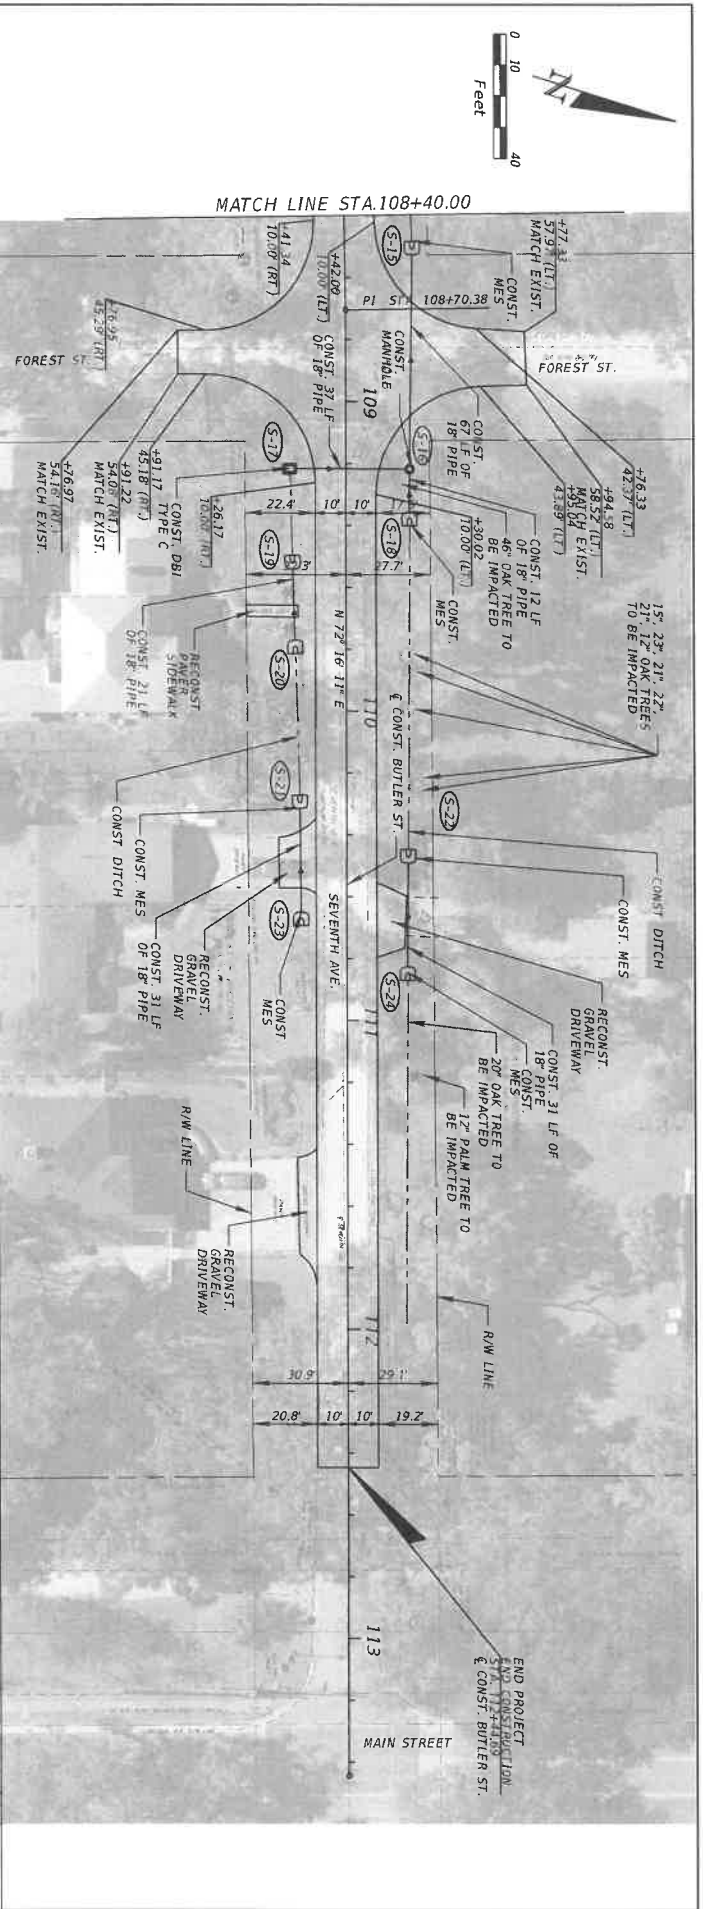 0
10
40
Feet
N
MATCH LINE STA.108+40.00
+77.33
57.97 (LT.)
MATCH EXIST.
S-15
CONST.
MES
+42.00
10.00' (LT.)
+41.34
10.00' (RT.)
PI STA 108+70.38
+76.95
45.29' (RT.)
FOREST ST.
FOREST ST.
CONST.
MANHOLE
CONST. 37 LF
OF 18" PIPE
109
CONST
67 LF OF
18" PIPE
+76.33
42.37' (LT.)
+94.58
58.52' (LT.)
MATCH EXIST.
+95.04
43.89' (LT.)
S-16
S-17
+76.97
54.16' (RT.)
MATCH EXIST.
+91.22
54.08' (RT.)
MATCH EXIST.
+91.17
45.18' (RT.)
CONST. DBI
TYPE C
+26.17
10.00' (RT.)
22.4'
10'
10'
17'
+30.02
10.00' (LT.)
CONST. 12 LF
OF 18" PIPE
46" OAK TREE TO
BE IMPACTED
S-18
CONST.
MES
S-19
27.7'
15", 23", 21", 22",
21", 12" OAK TREES
TO BE IMPACTED
N 72° 16' 11" E
RECONST.
PAVER
SIDEWALK
CONST. 21 LF
OF 18" PIPE
S-20
110
℄ CONST. BUTLER ST.
S-21
S-22
CONST DITCH
CONST. MES
CONST DITCH
CONST. MES
SEVENTH AVE.
CONST. 31 LF
OF 18" PIPE
RECONST.
GRAVEL
DRIVEWAY
S-23
CONST
MES
S-24
RECONST.
GRAVEL
DRIVEWAY
CONST. 31 LF OF
18" PIPE
CONST.
MES
111
20" OAK TREE TO
BE IMPACTED
12" PALM TREE TO
BE IMPACTED
R/W LINE
RECONST.
GRAVEL
DRIVEWAY
R/W LINE
112
30.9'
29.1'
20.8'
10'
10'
19.2'
END PROJECT
END CONSTRUCTION
STA. 112+44.69
℄ CONST. BUTLER ST.
113
MAIN STREET